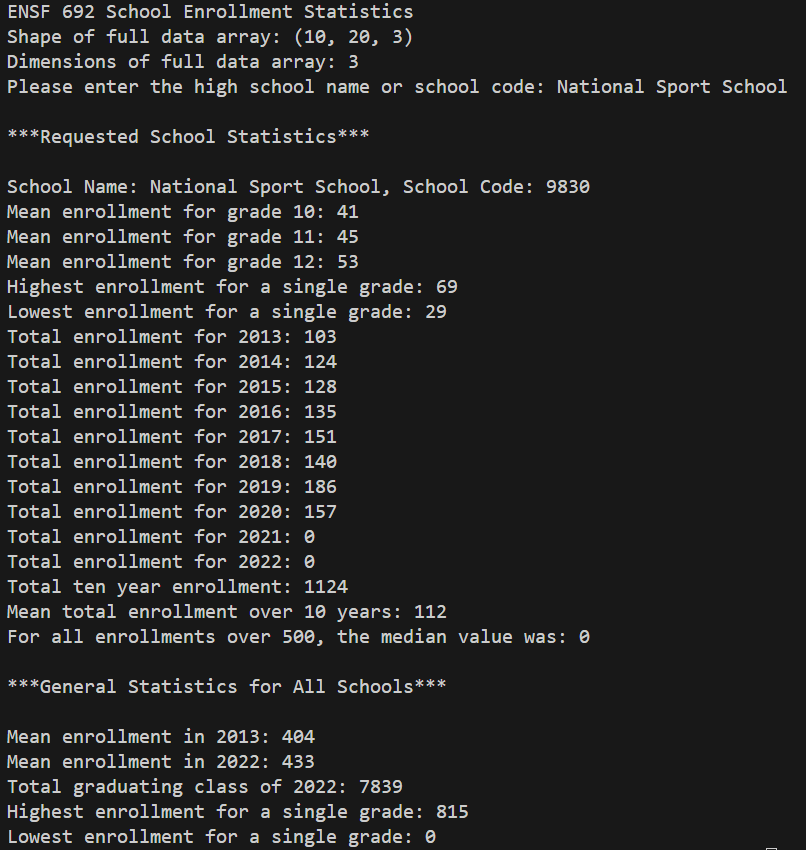 ENSF 692 School Enrollment Statistics
Shape of full data array: (10, 20, 3)
Dimensions of full data array: 3
Please enter the high school name or school code: National Sport School
***Requested School Statistics***
School Name: National Sport School, School Code: 9830
Mean enrollment for grade 10: 41
Mean enrollment for grade 11: 45
Mean enrollment for grade 12: 53
Highest enrollment for a single grade: 69
Lowest enrollment for a single grade: 29
Total enrollment for 2013: 103
Total enrollment for 2014: 124
Total enrollment for 2015: 128
Total enrollment for 2016: 135
Total enrollment for 2017: 151
Total enrollment for 2018: 140
Total enrollment for 2019: 186
Total enrollment for 2020: 157
Total enrollment for 2021: 0
Total enrollment for 2022: 0
Total ten year enrollment: 1124
Mean total enrollment over 10 years: 112
For all enrollments over 500, the median value was: 0
***General Statistics for All Schools***
Mean enrollment in 2013: 404
Mean enrollment in 2022: 433
Total graduating class of 2022: 7839
Highest enrollment for a single grade: 815
Lowest enrollment for a single grade: 0